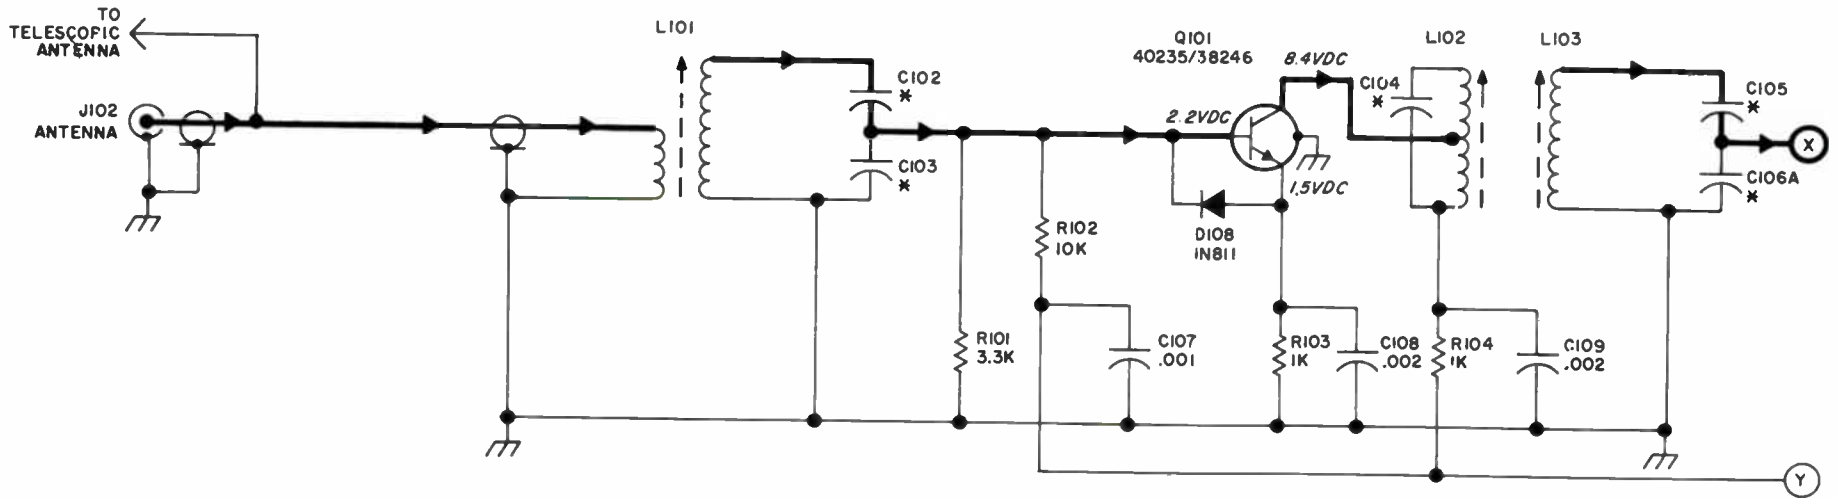 TO
TELESCOPIC
ANTENNA
J102
ANTENNA
L101
C102
*
C103
*
R101
3.3K
R102
10K
C107
.001
Q101
40235/38246
8.4VDC
2.2VDC
1.5VDC
D108
1N811
R103
1K
C108
.002
C104
*
L102
R104
1K
C109
.002
L103
C105
*
C106A
*
X
Y